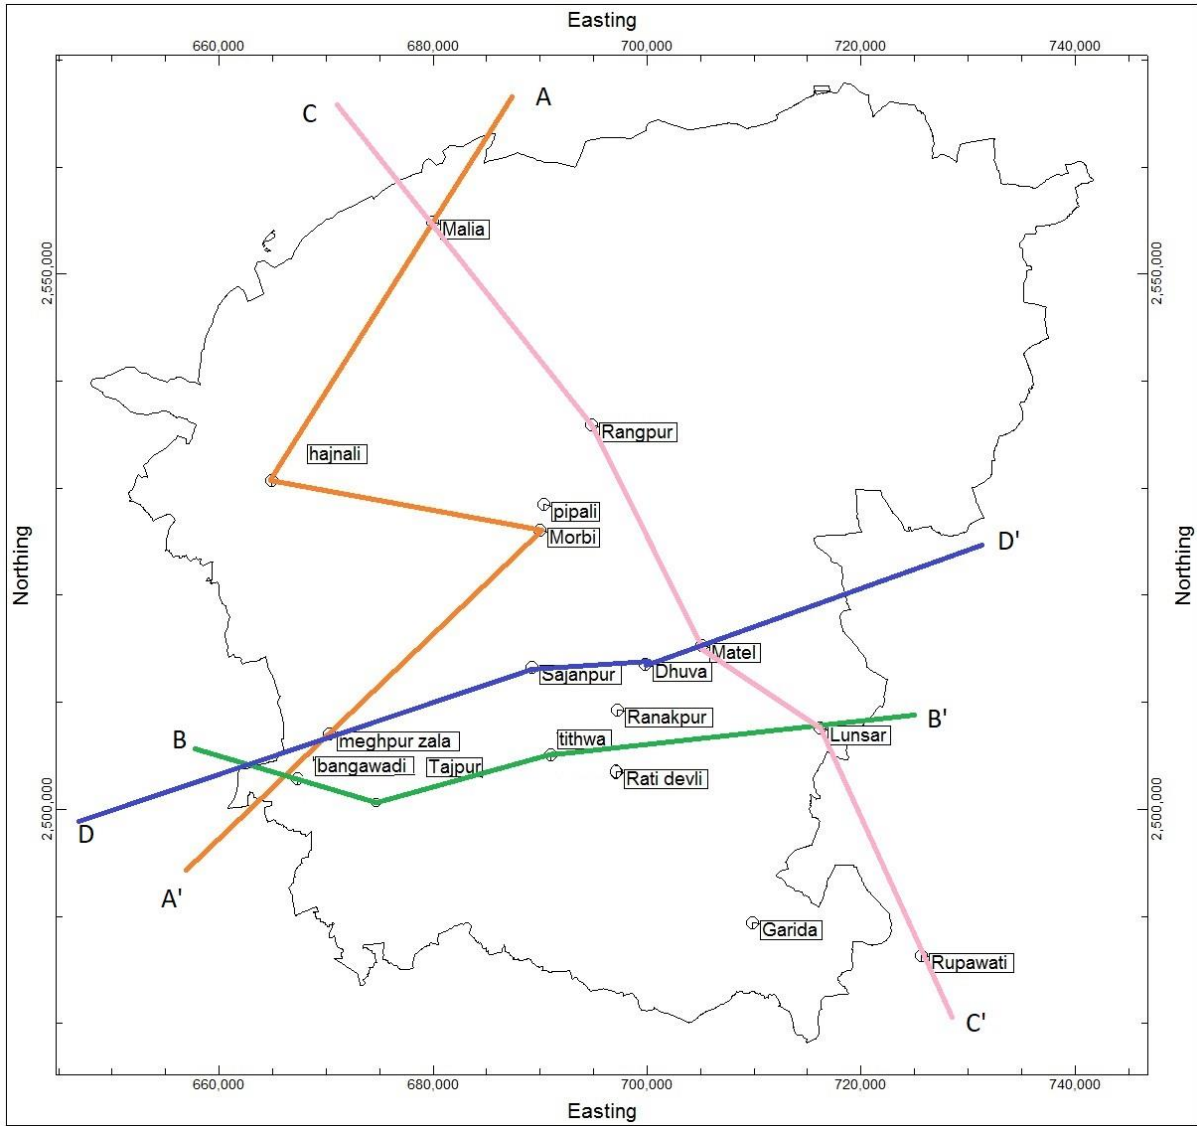 Easting
660,000 680,000 700,000 720,000 740,000
C
A
Malia
2,550,000
2,550,000
Rangpur
hajnali
pipali
Morbi
Northing
Northing
D'
Matel
Sajanpur
Dhuva
Ranakpur
B'
B
meghpur zala
tithwa
Lunsar
bangawadi
Tajpur
Rati devli
2,500,000
2,500,000
D
A'
Garida
Rupawati
C'
660,000 680,000 700,000 720,000 740,000
Easting